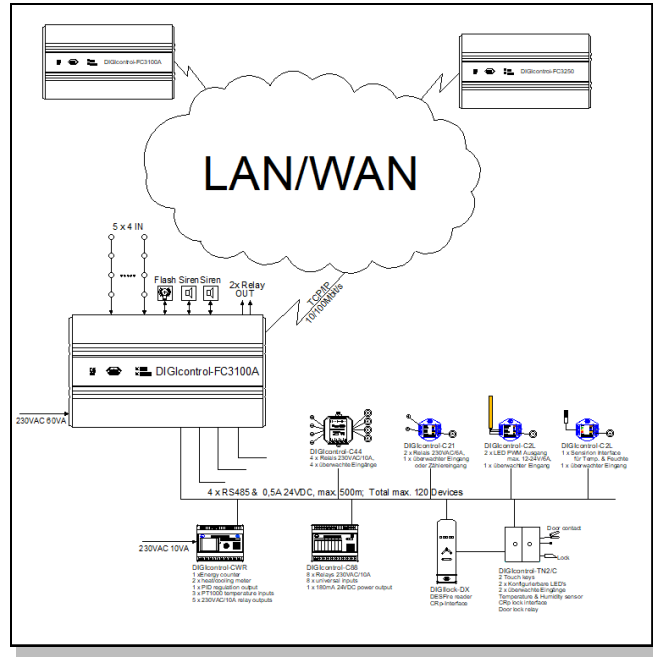 DIGIcontrol-FC3100A
DIGIcontrol-FC3250
LAN/WAN
5 x 4 IN
Flash Siren Siren
2x Relay
OUT
TCP/IP
10/100Mbit/s
DIGIcontrol-FC3100A
230VAC 60VA
DIGIcontrol-C44
4 x Relais 230VAC/10A,
4 x überwachte Eingänge
DIGIcontrol-C21
2 x Relais 230VAC/6A,
1 x überwachter Eingang
oder Zählereingang
DIGIcontrol-C2L
2 x LED PWM Ausgang
max. 12-24V/6A,
1 x überwachter Eingang
DIGIcontrol-C2L
1 x Sensirion Interface
für Temp. & Feuchte
1 x überwachter Eingang
4 x RS485 & 0,5A 24VDC, max. 500m; Total max. 120 Devices
230VAC 10VA
DIGIcontrol-CWR
1 xEnergy counter
2 x heat/cooling meter
1 x PID regulation output
3 x PT1000 temperature inputs
5 x 230VAC/10A relay outputs
DIGIcontrol-C88
8 x Relays 230VAC/10A
8 x universal inputs
1 x 180mA 24VDC power output
DIGIlock-DX
DESFire reader
CRp-Interface
Door contact
Lock
DIGIcontrol-TN2/C
2 Touch keys
2 x Konfigurierbare LED's
2 x überwachte Eingänge
Temperature & Humidity sensor
CRp lock interface
Door lock relay